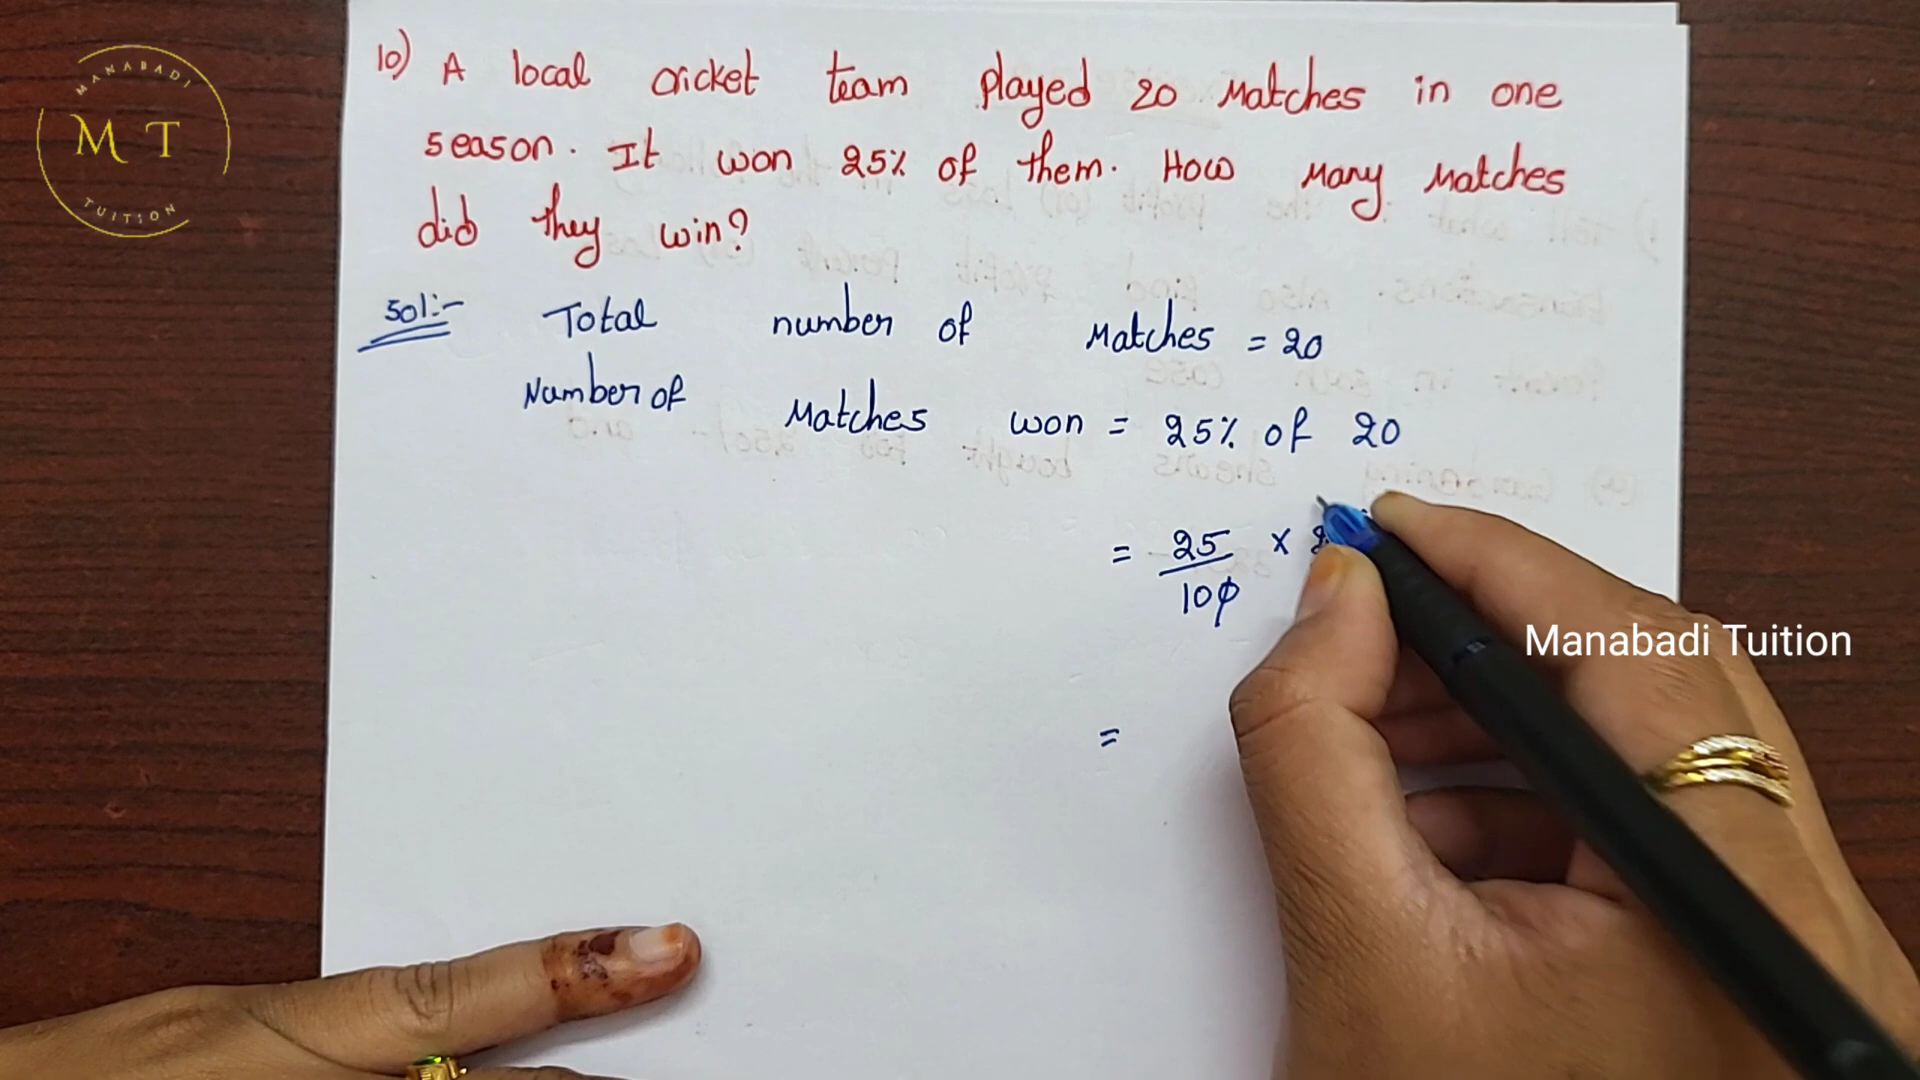 MANABADI
M T
TUITION
10) A local cricket team played 20 Matches in one
season. It won 25% of them. How Many Matches
did they win?
Sol:- Total number of Matches = 20
Number of Matches won = 25% of 20
= 25/100 × 2
=
Manabadi Tuition